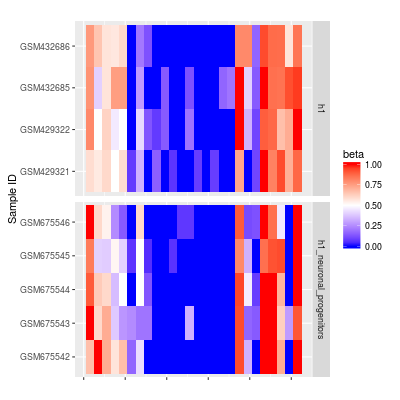 GSM432686
GSM432685
GSM429322
GSM429321
h1
GSM675546
GSM675545
GSM675544
GSM675543
GSM675542
h1_neuronal_progenitors
Sample ID
beta
1.00
0.75
0.50
0.25
0.00